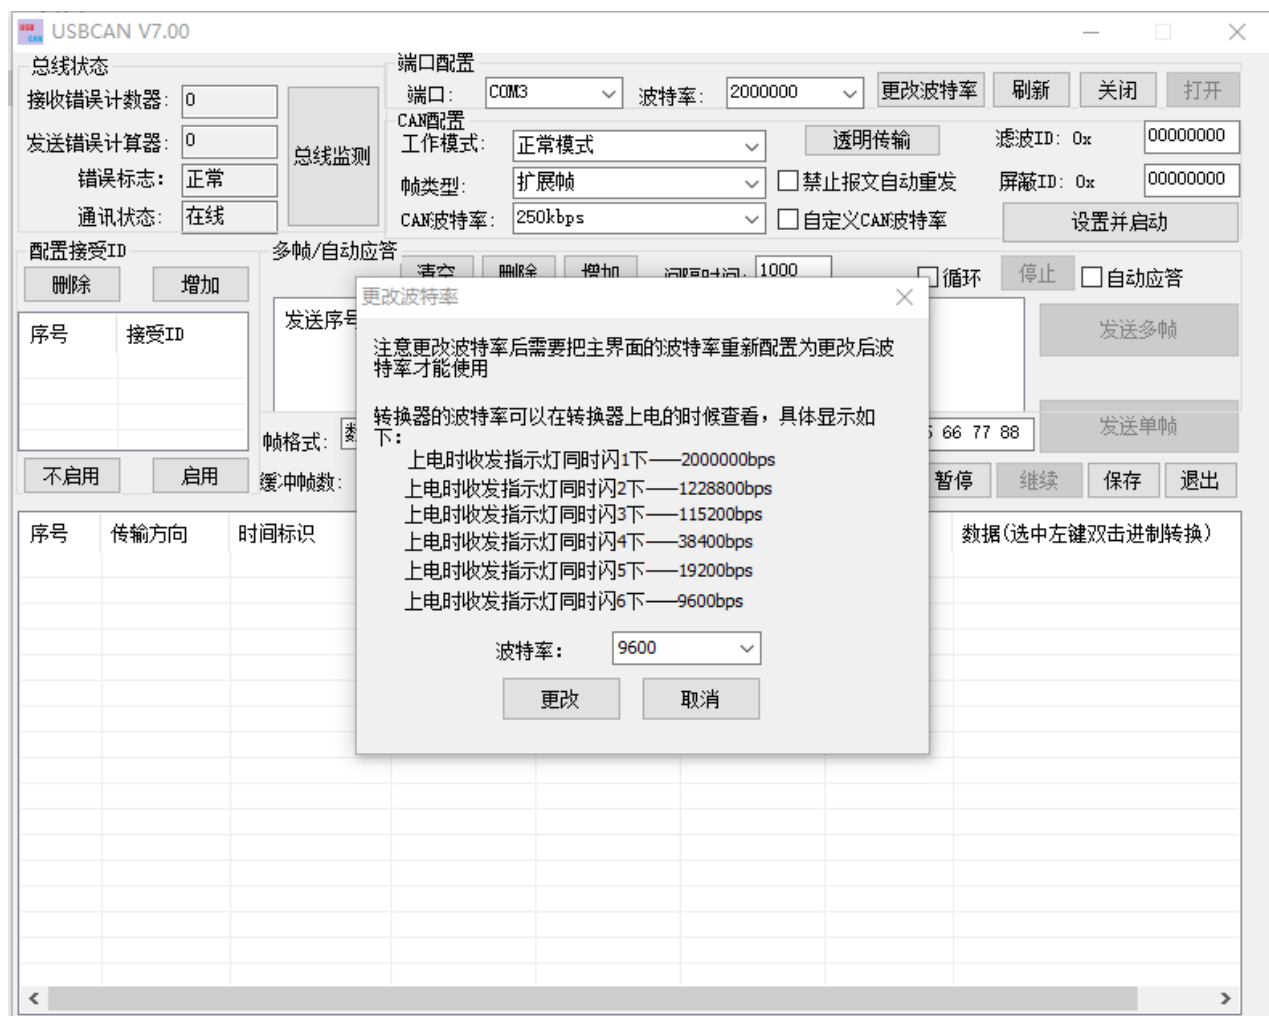 USB CAN USBCAN V7.00
总线状态
接收错误计数器: 0
发送错误计算器: 0
错误标志: 正常
通讯状态: 在线
总线监测
端口配置
端口: COM3 波特率: 2000000 更改波特率 刷新 关闭 打开
CAN配置
工作模式: 正常模式 透明传输 滤波ID: 0x 00000000
帧类型: 扩展帧 禁止报文自动重发 屏蔽ID: 0x 00000000
CAN波特率: 250kbps 自定义CAN波特率 设置并启动
配置接受ID
删除 增加
序号 接受ID
不启用 启用
多帧/自动应答
清空 删除 增加 间隔时间: 1000 循环 停止 自动应答
发送序号
发送多帧
帧格式: 66 77 88 发送单帧
缓冲帧数: 暂停 继续 保存 退出
更改波特率
注意更改波特率后需要把主界面的波特率重新配置为更改后波
特率才能使用
转换器的波特率可以在转换器上电的时候查看，具体显示如
下：
上电时收发指示灯同时闪1下——2000000bps
上电时收发指示灯同时闪2下——1228800bps
上电时收发指示灯同时闪3下——115200bps
上电时收发指示灯同时闪4下——38400bps
上电时收发指示灯同时闪5下——19200bps
上电时收发指示灯同时闪6下——9600bps
波特率： 9600
更改 取消
序号 传输方向 时间标识 数据(选中左键双击进制转换)